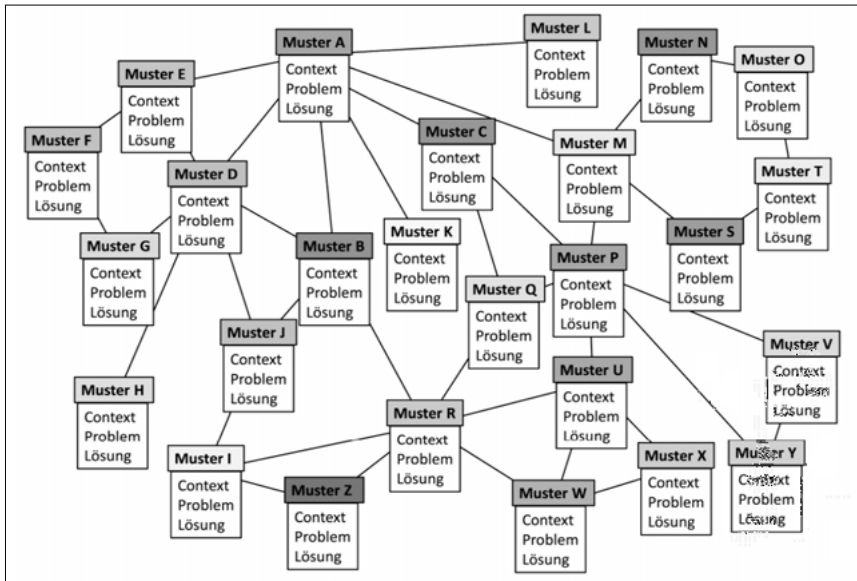 Muster A
Context
Problem
Lösung
Muster L
Context
Problem
Lösung
Muster N
Context
Problem
Lösung
Muster O
Context
Problem
Lösung
Muster E
Context
Problem
Lösung
Muster F
Context
Problem
Lösung
Muster D
Context
Problem
Lösung
Muster C
Context
Problem
Lösung
Muster M
Context
Problem
Lösung
Muster T
Context
Problem
Lösung
Muster G
Context
Problem
Lösung
Muster B
Context
Problem
Lösung
Muster K
Context
Problem
Lösung
Muster S
Context
Problem
Lösung
Muster P
Context
Problem
Lösung
Muster Q
Context
Problem
Lösung
Muster J
Context
Problem
Lösung
Muster V
Context
Problem
Lösung
Muster H
Context
Problem
Lösung
Muster U
Context
Problem
Lösung
Muster R
Context
Problem
Lösung
Muster I
Context
Problem
Lösung
Muster X
Context
Problem
Lösung
Muster Y
Context
Problem
Lösung
Muster Z
Context
Problem
Lösung
Muster W
Context
Problem
Lösung